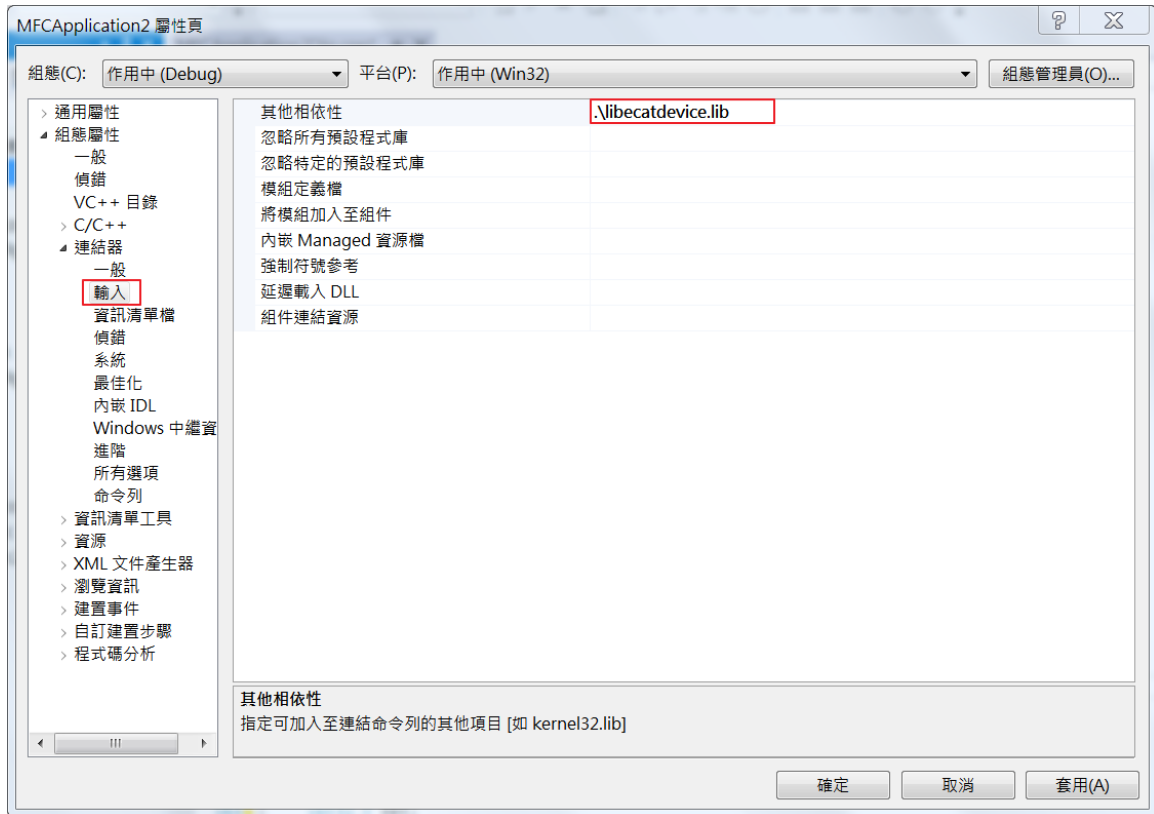 MFCApplication2 屬性頁
組態(C): 作用中 (Debug) 平台(P): 作用中 (Win32) 組態管理員(O)...
通用屬性
組態屬性
一般
偵錯
VC++ 目錄
C/C++
連結器
一般
輸入
資訊清單檔
偵錯
系統
最佳化
內嵌 IDL
Windows 中繼資
進階
所有選項
命令列
資訊清單工具
資源
XML 文件產生器
瀏覽資訊
建置事件
自訂建置步驟
程式碼分析
其他相依性 .\libecatdevice.lib
忽略所有預設程式庫
忽略特定的預設程式庫
模組定義檔
將模組加入至組件
內嵌 Managed 資源檔
強制符號參考
延遲載入 DLL
組件連結資源
其他相依性
指定可加入至連結命令列的其他項目 [如 kernel32.lib]
確定 取消 套用(A)